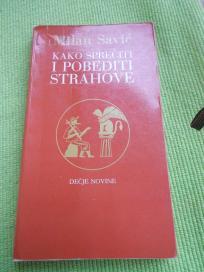 Milan Savić
KAKO SPREČITI
I POBEDITI
STRAHOVE
DEČJE NOVINE